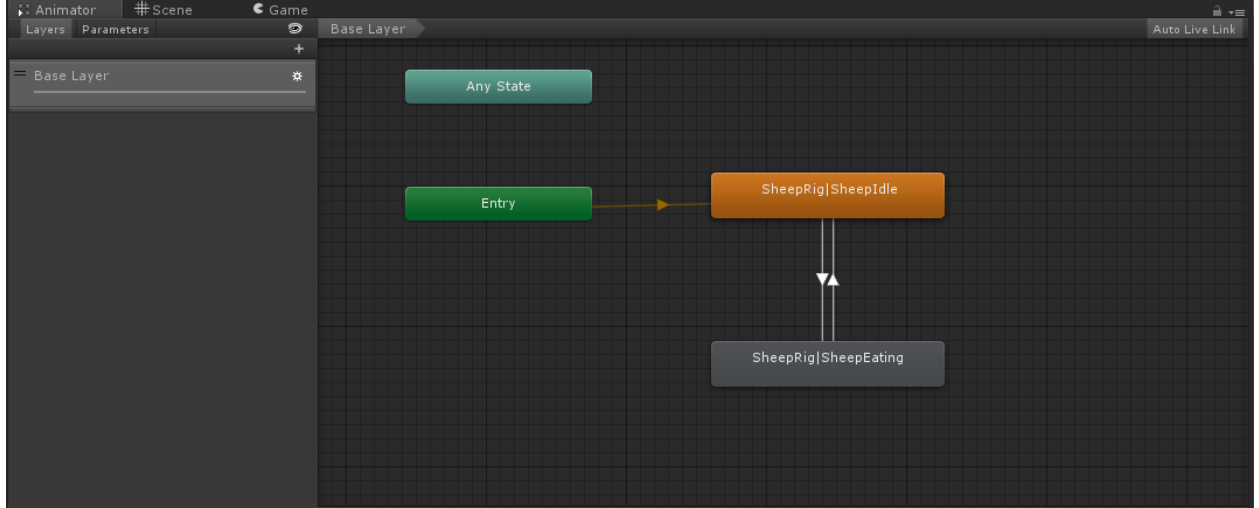 Animator Scene Game
Layers Parameters Base Layer Auto Live Link
Base Layer
Any State
SheepRig|SheepIdle
Entry
SheepRig|SheepEating